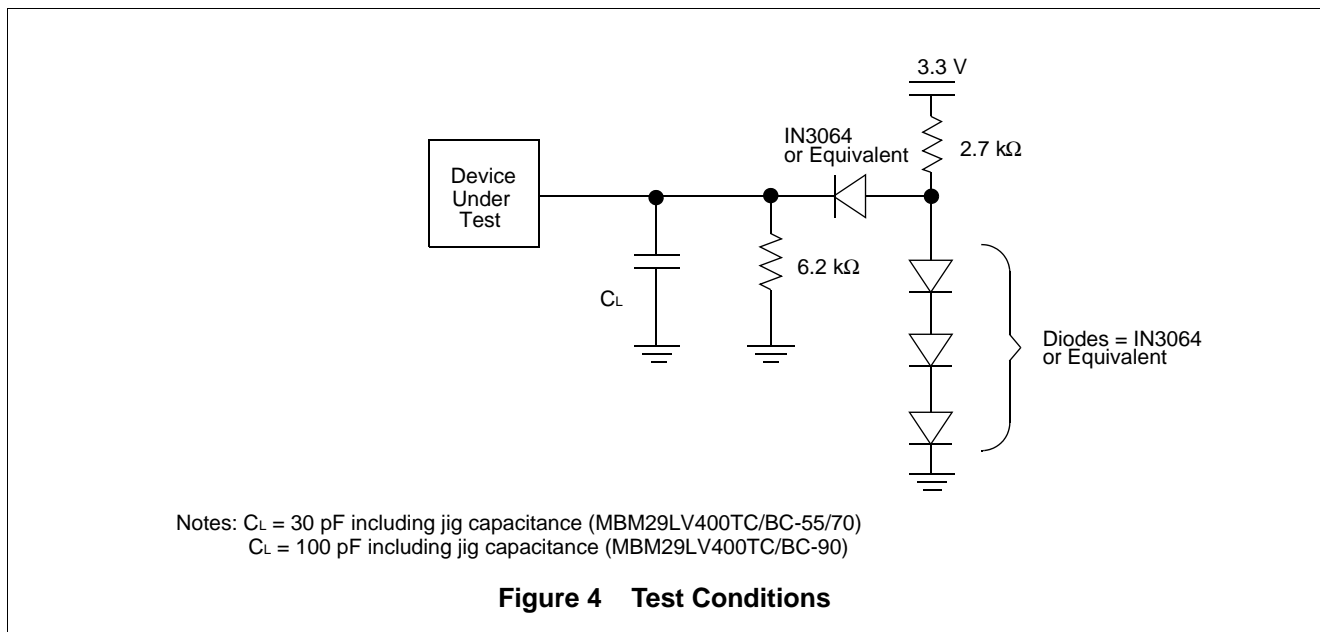 3.3 V
IN3064
or Equivalent
2.7 kΩ
Device
Under
Test
6.2 kΩ
CL
Diodes = IN3064
or Equivalent
Notes: CL = 30 pF including jig capacitance (MBM29LV400TC/BC-55/70)
CL = 100 pF including jig capacitance (MBM29LV400TC/BC-90)
Figure 4 Test Conditions